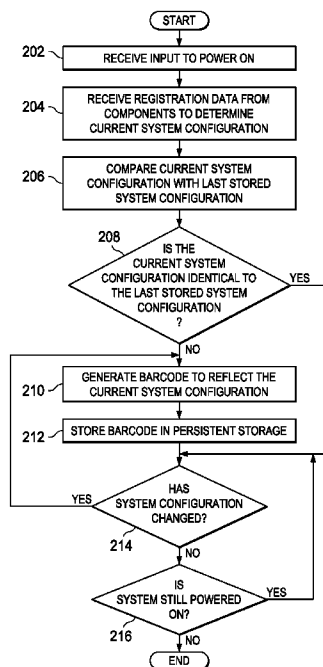 START
202
RECEIVE INPUT TO POWER ON
204
RECEIVE REGISTRATION DATA FROM
COMPONENTS TO DETERMINE
CURRENT SYSTEM CONFIGURATION
206
COMPARE CURRENT SYSTEM
CONFIGURATION WITH LAST STORED
SYSTEM CONFIGURATION
208
IS THE
CURRENT SYSTEM
CONFIGURATION IDENTICAL TO
THE LAST STORED SYSTEM
CONFIGURATION
?
YES
NO
210
GENERATE BARCODE TO REFLECT THE
CURRENT SYSTEM CONFIGURATION
212
STORE BARCODE IN PERSISTENT STORAGE
HAS
SYSTEM CONFIGURATION
CHANGED?
YES
214
NO
IS
SYSTEM STILL POWERED
ON?
YES
216
NO
END